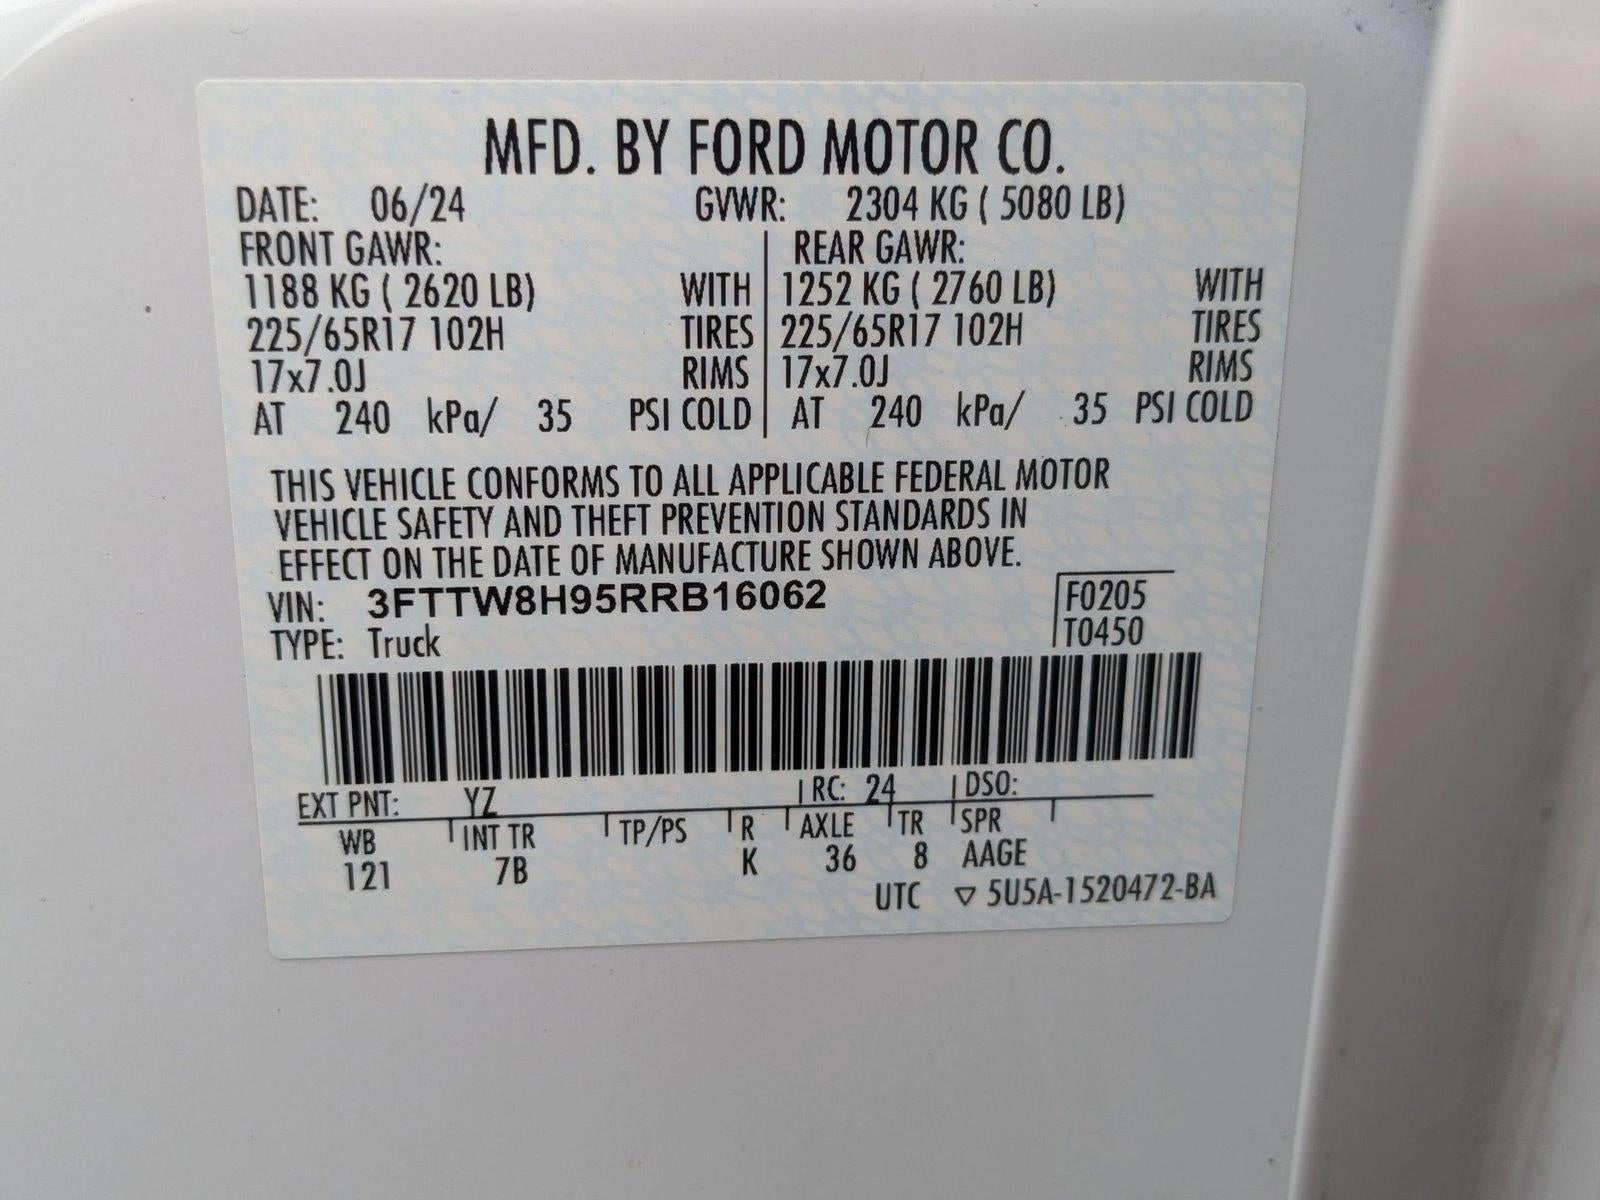 MFD. BY FORD MOTOR CO.
DATE: 06/24 GVWR: 2304 KG ( 5080 LB)
FRONT GAWR: REAR GAWR:
1188 KG ( 2620 LB) WITH 1252 KG ( 2760 LB) WITH
225/65R17 102H TIRES 225/65R17 102H TIRES
17x7.0J RIMS 17x7.0J RIMS
AT 240 kPa/ 35 PSI COLD AT 240 kPa/ 35 PSI COLD
THIS VEHICLE CONFORMS TO ALL APPLICABLE FEDERAL MOTOR
VEHICLE SAFETY AND THEFT PREVENTION STANDARDS IN
EFFECT ON THE DATE OF MANUFACTURE SHOWN ABOVE.
VIN: 3FTTW8H95RRB16062 F0205
TYPE: Truck T0450
EXT PNT: YZ RC: 24 DSO:
WB INT TR TP/PS R AXLE TR SPR
121 7B K 36 8 AAGE
UTC ▽ 5U5A-1520472-BA